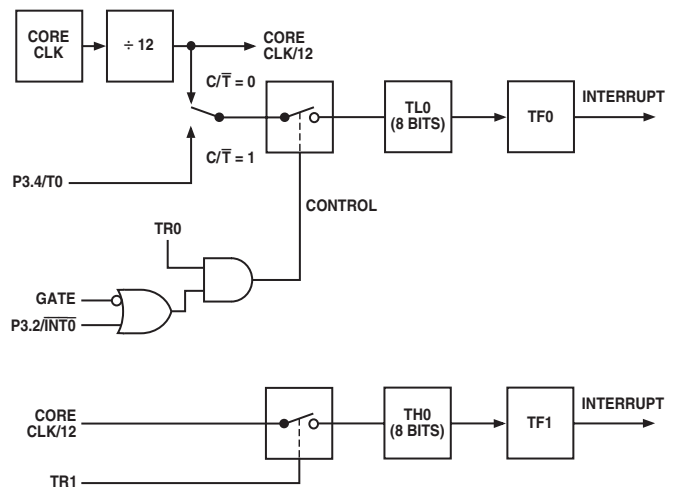 CORE
CLK
÷ 12
CORE
CLK/12
C/T̅ = 0
C/T̅ = 1
TL0
(8 BITS)
TF0
INTERRUPT
P3.4/T0
CONTROL
TR0
GATE
P3.2/I̅N̅T̅0̅
CORE
CLK/12
TH0
(8 BITS)
TF1
INTERRUPT
TR1